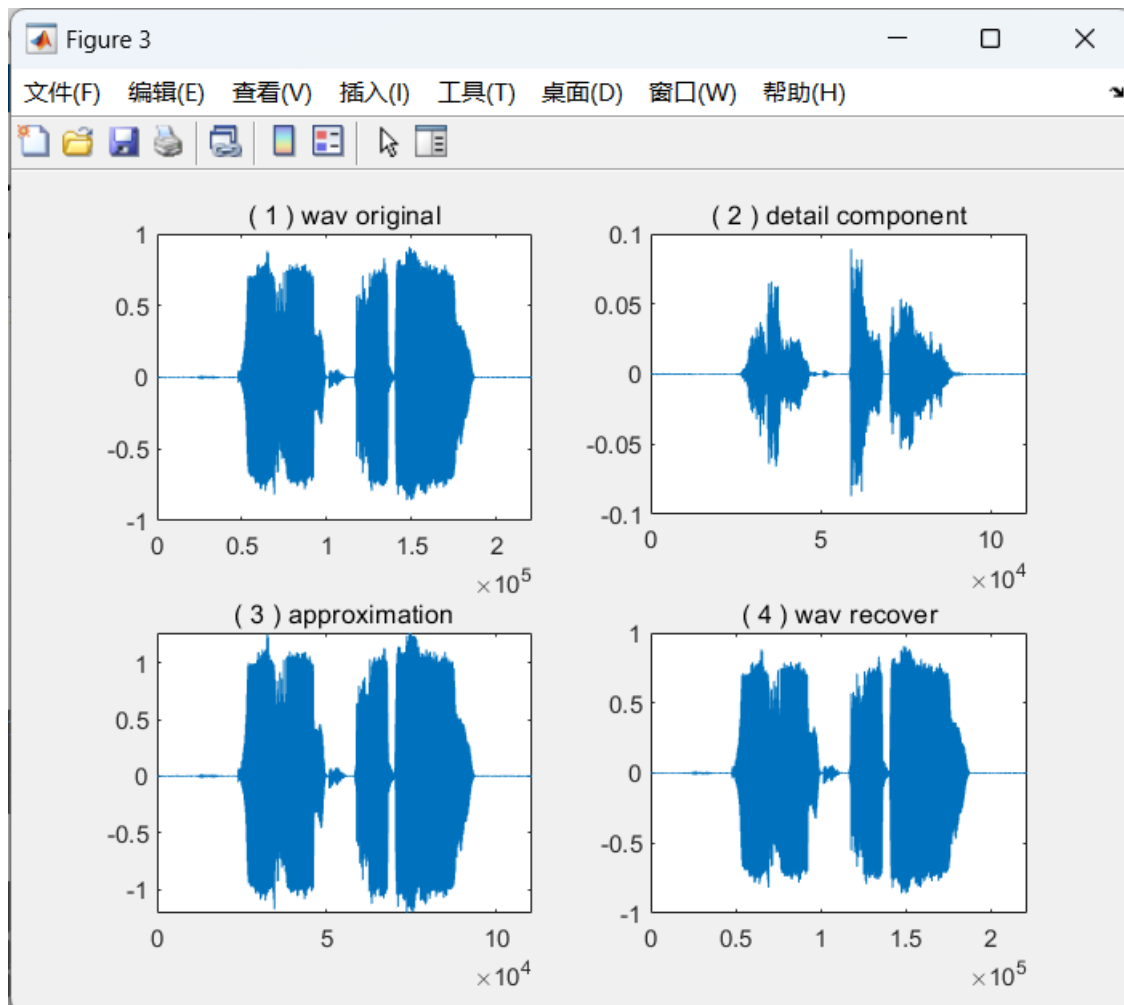 Figure 3
文件(F) 编辑(E) 查看(V) 插入(I) 工具(T) 桌面(D) 窗口(W) 帮助(H)
( 1 ) wav original
1
0.5
0
-0.5
-1
0 0.5 1 1.5 2
×10^5
( 2 ) detail component
0.1
0.05
0
-0.05
-0.1
0 5 10
×10^4
( 3 ) approximation
1
0.5
0
-0.5
-1
0 5 10
×10^4
( 4 ) wav recover
1
0.5
0
-0.5
-1
0 0.5 1 1.5 2
×10^5